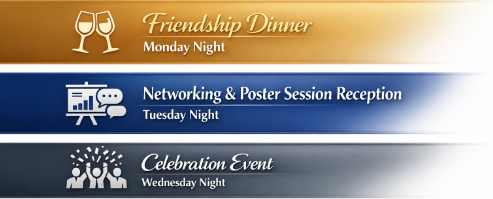 Friendship Dinner
Monday Night
Networking & Poster Session Reception
Tuesday Night
Celebration Event
Wednesday Night